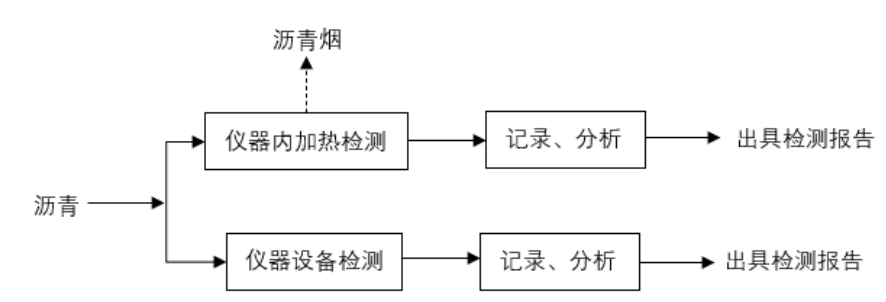 沥青烟
仪器内加热检测
记录、分析
出具检测报告
沥青
仪器设备检测
记录、分析
出具检测报告